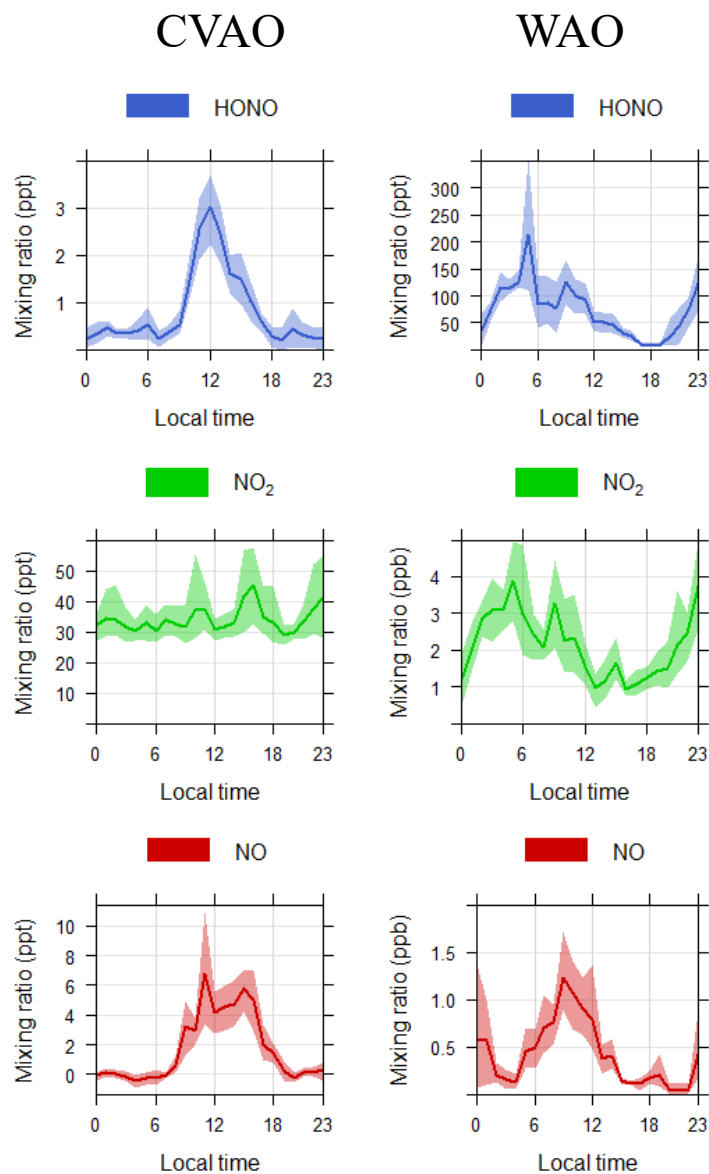 CVAO WAO
HONO HONO
Mixing ratio (ppt)
3
2
1
0 6 12 18 23
Local time
Mixing ratio (ppt)
300
250
200
150
100
50
0 6 12 18 23
Local time
NO₂ NO₂
Mixing ratio (ppt)
50
40
30
20
10
0 6 12 18 23
Local time
Mixing ratio (ppb)
4
3
2
1
0 6 12 18 23
Local time
NO NO
Mixing ratio (ppt)
10
8
6
4
2
0
0 6 12 18 23
Local time
Mixing ratio (ppb)
1.5
1.0
0.5
0 6 12 18 23
Local time